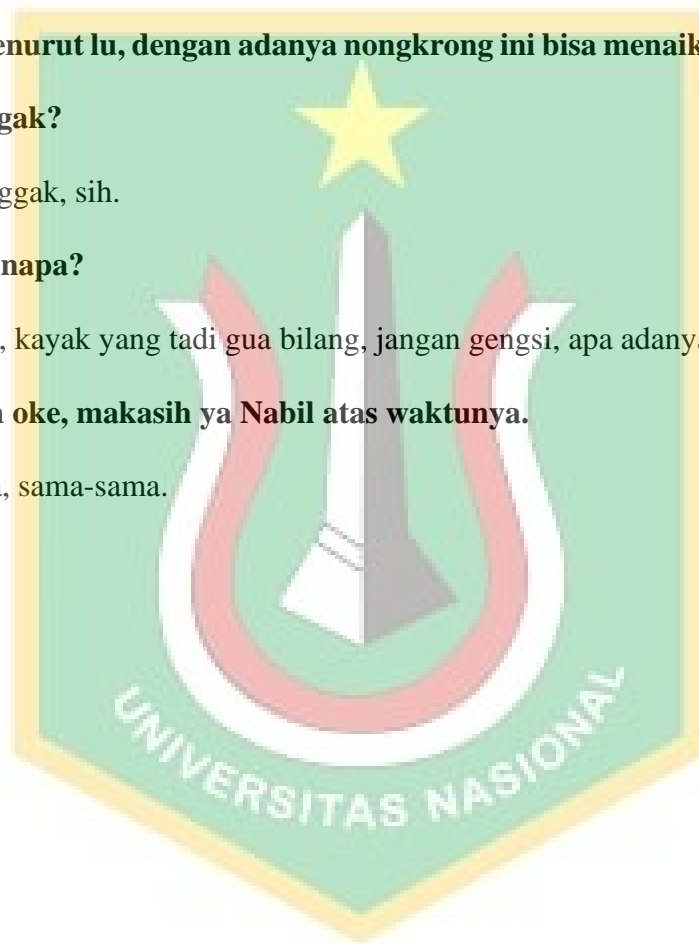 enurut lu, dengan adanya nongkrong ini bisa menaik
gak?
ggak, sih.
napa?
, kayak yang tadi gua bilang, jangan gengsi, apa adanya
oke, makasih ya Nabil atas waktunya.
, sama-sama.
UNIVERSITAS NASIONAL